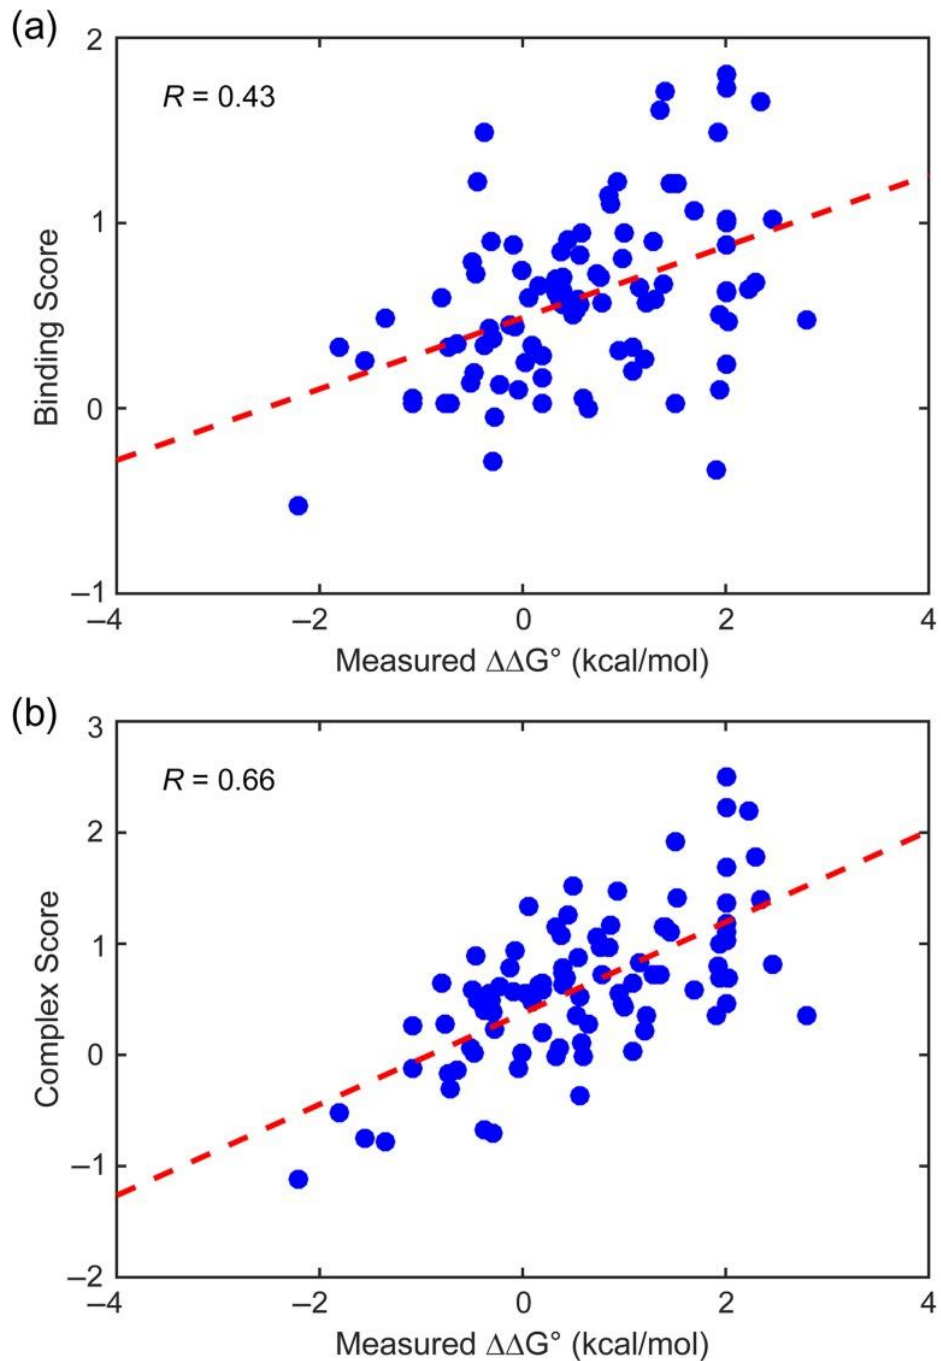 (a)
2
R = 0.43
1
Binding Score
0
–1
–4 –2 0 2 4
Measured ΔΔG° (kcal/mol)
(b)
3
R = 0.66
2
1
Complex Score
0
–1
–2
–4 –2 0 2 4
Measured ΔΔG° (kcal/mol)